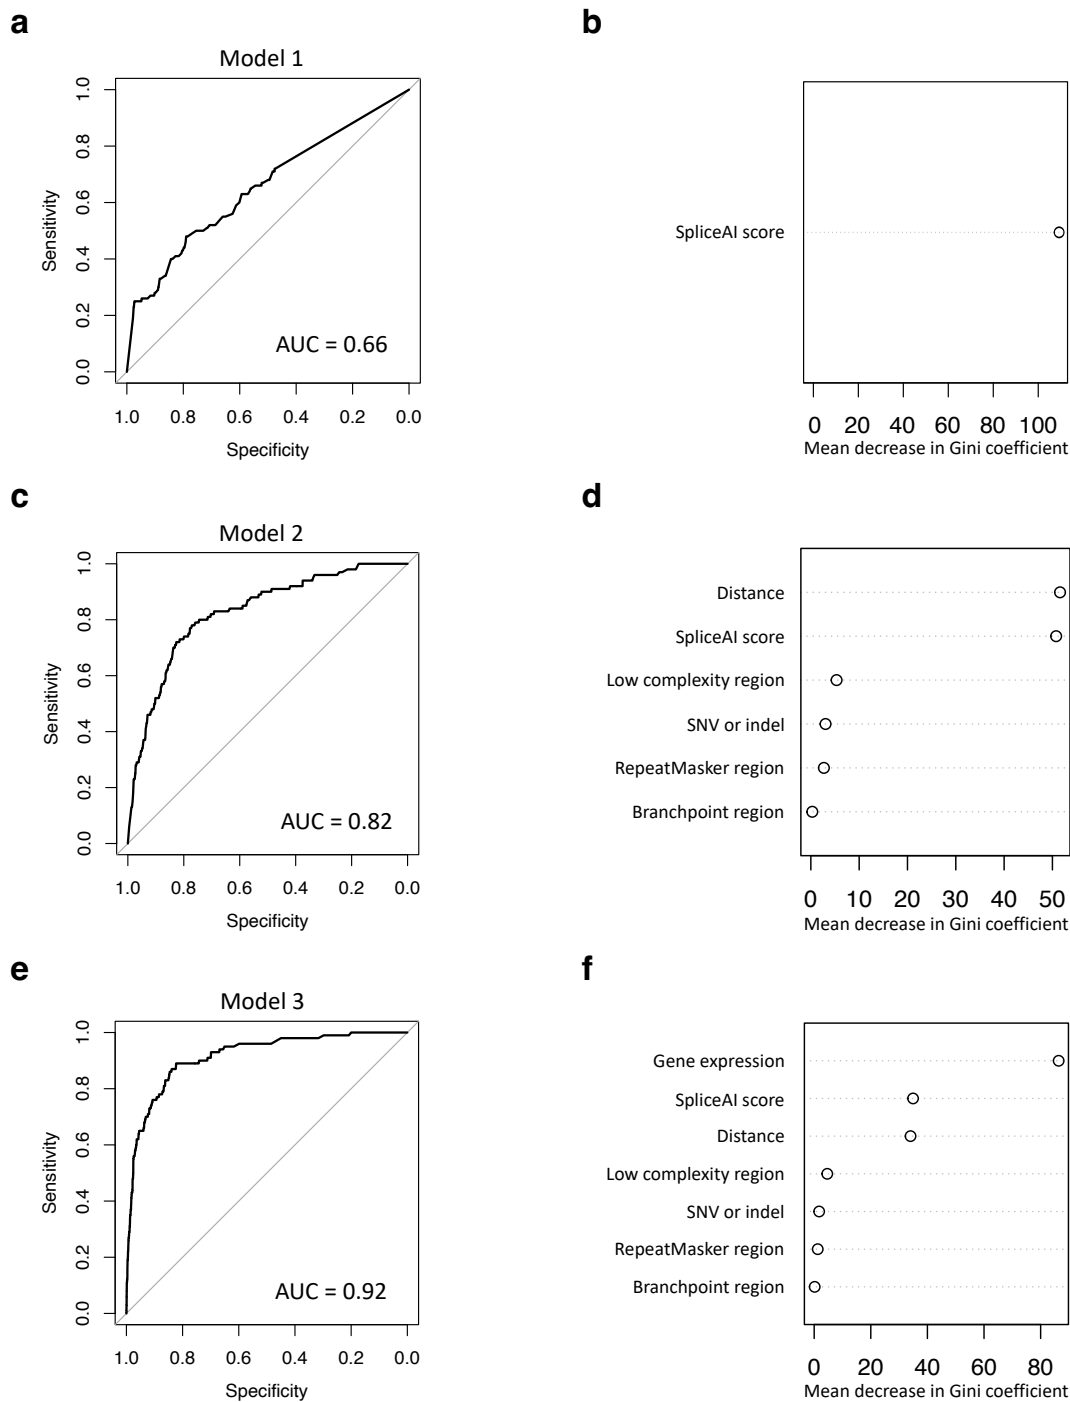 a
Model 1
1.0
0.8
0.6
0.4
0.2
0.0
Sensitivity
AUC = 0.66
1.0 0.8 0.6 0.4 0.2 0.0
Specificity
b
SpliceAI score
0 20 40 60 80 100
Mean decrease in Gini coefficient
c
Model 2
1.0
0.8
0.6
0.4
0.2
0.0
Sensitivity
AUC = 0.82
1.0 0.8 0.6 0.4 0.2 0.0
Specificity
d
Distance
SpliceAI score
Low complexity region
SNV or indel
RepeatMasker region
Branchpoint region
0 10 20 30 40 50
Mean decrease in Gini coefficient
e
Model 3
1.0
0.8
0.6
0.4
0.2
0.0
Sensitivity
AUC = 0.92
1.0 0.8 0.6 0.4 0.2 0.0
Specificity
f
Gene expression
SpliceAI score
Distance
Low complexity region
SNV or indel
RepeatMasker region
Branchpoint region
0 20 40 60 80
Mean decrease in Gini coefficient